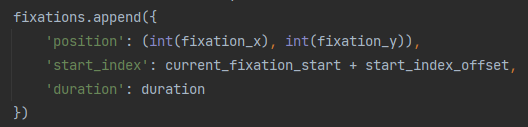 fixations.append({
    'position': (int(fixation_x), int(fixation_y)),
    'start_index': current_fixation_start + start_index_offset,
    'duration': duration
})